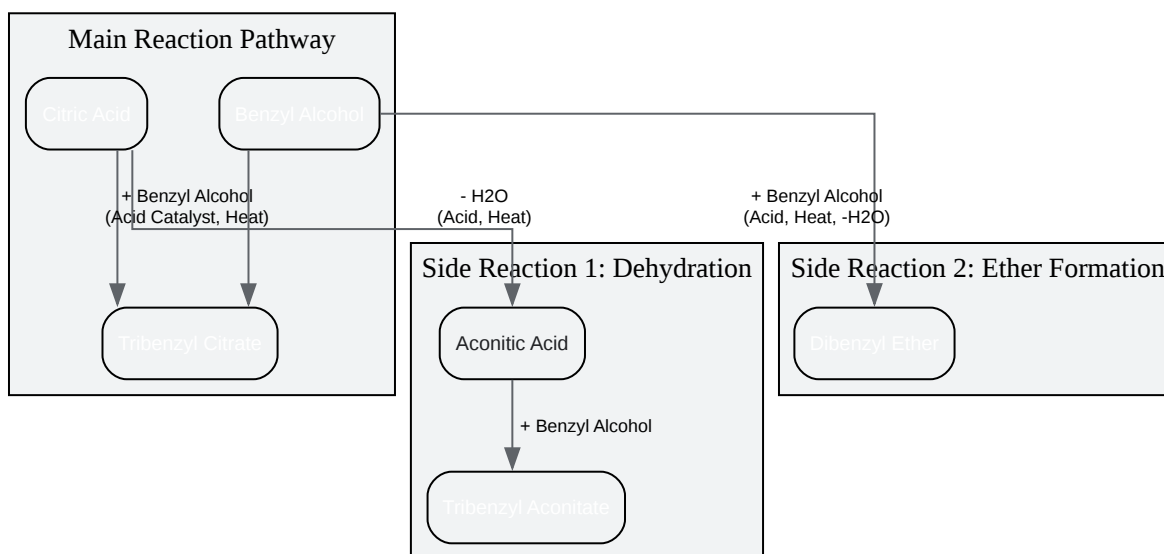 Main Reaction Pathway
Citric Acid
Benzyl Alcohol
+ Benzyl Alcohol
(Acid Catalyst, Heat)
- H2O
(Acid, Heat)
+ Benzyl Alcohol
(Acid, Heat, -H2O)
Tribenzyl Citrate
Side Reaction 1: Dehydration
Aconitic Acid
+ Benzyl Alcohol
Tribenzyl Aconitate
Side Reaction 2: Ether Formation
Dibenzyl Ether